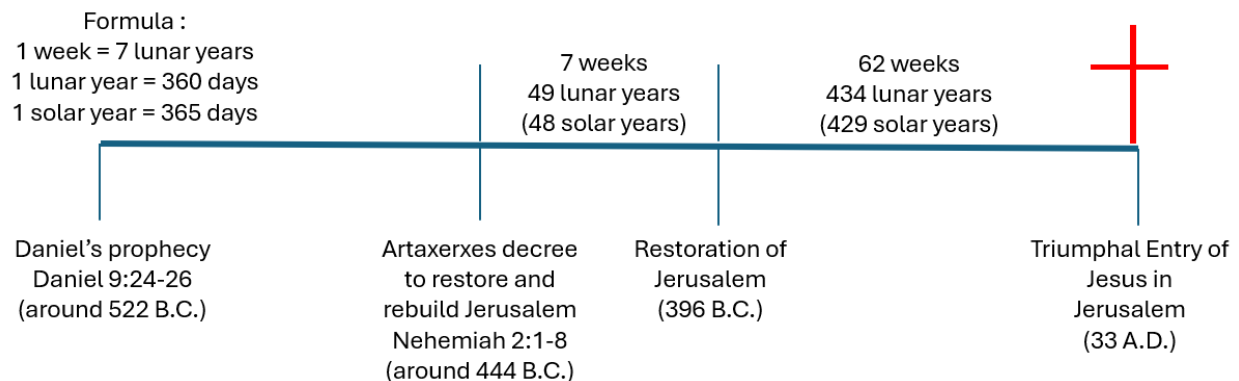 Formula :
1 week = 7 lunar years
1 lunar year = 360 days
1 solar year = 365 days
7 weeks
49 lunar years
(48 solar years)
62 weeks
434 lunar years
(429 solar years)
Daniel’s prophecy
Daniel 9:24-26
(around 522 B.C.)
Artaxerxes decree
to restore and
rebuild Jerusalem
Nehemiah 2:1-8
(around 444 B.C.)
Restoration of
Jerusalem
(396 B.C.)
Triumphal Entry of
Jesus in
Jerusalem
(33 A.D.)